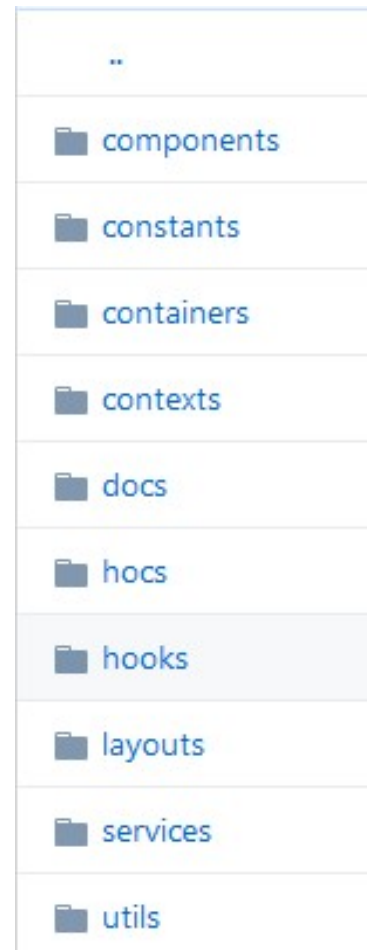 ..
components
constants
containers
contexts
docs
hocs
hooks
layouts
services
utils